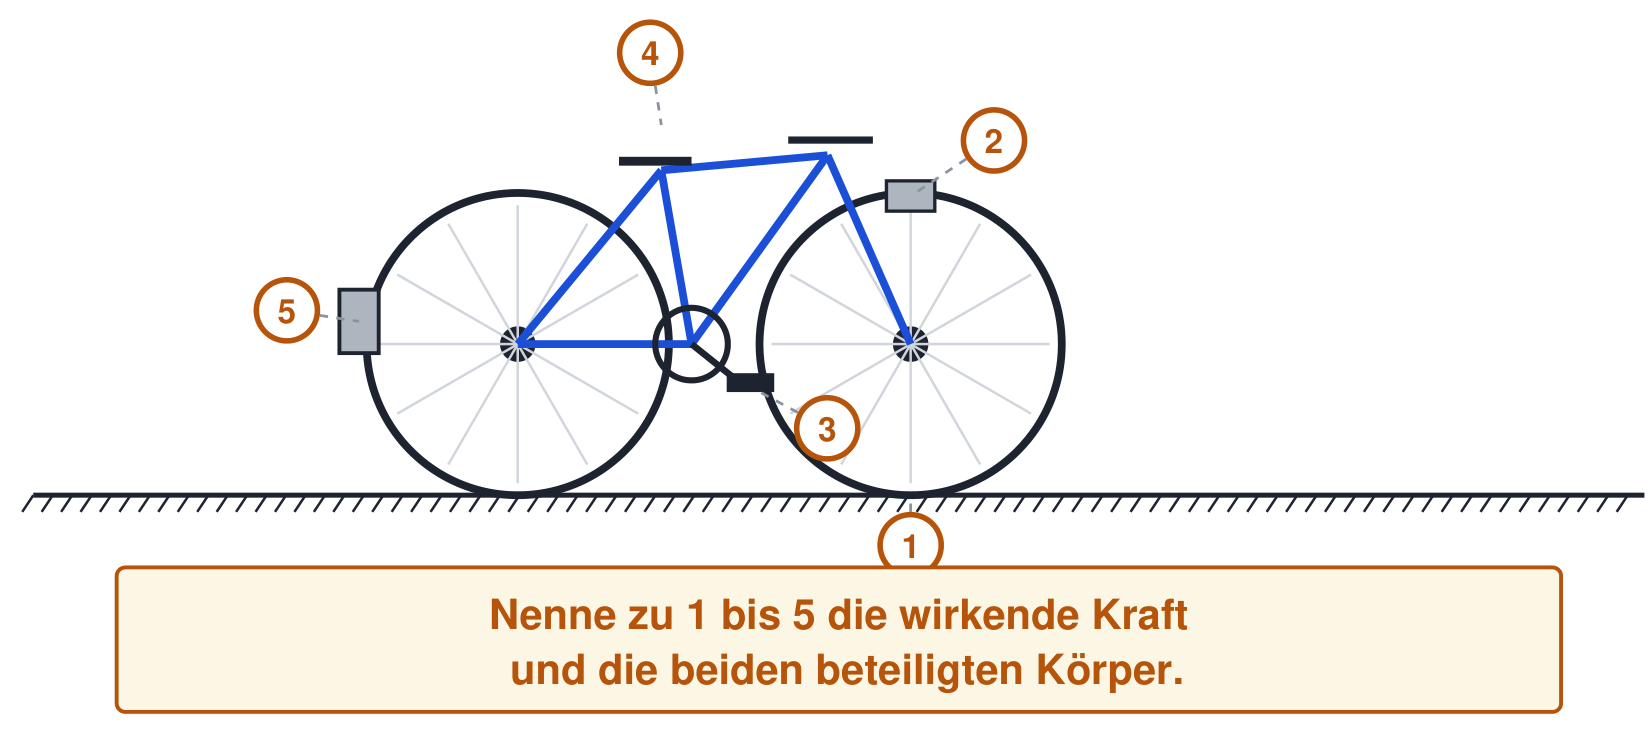 4
2
5
3
1
Nenne zu 1 bis 5 die wirkende Kraft
und die beiden beteiligten Körper.